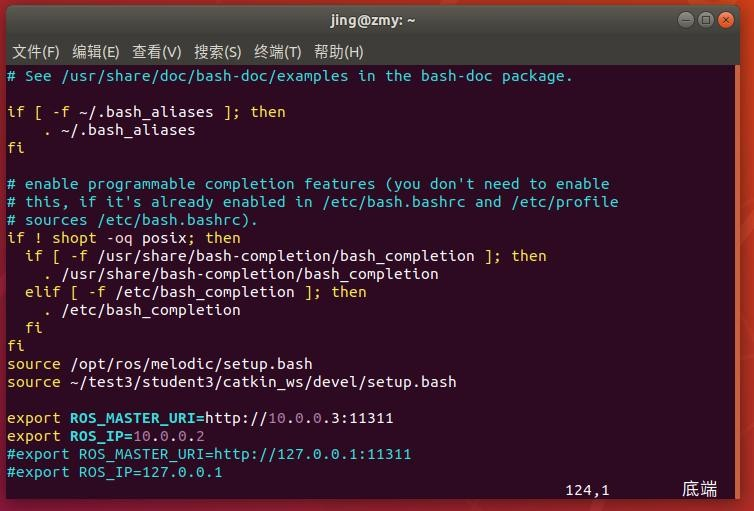 jing@zmy: ~
文件(F) 编辑(E) 查看(V) 搜索(S) 终端(T) 帮助(H)
# See /usr/share/doc/bash-doc/examples in the bash-doc package.
if [ -f ~/.bash_aliases ]; then
    . ~/.bash_aliases
fi
# enable programmable completion features (you don't need to enable
# this, if it's already enabled in /etc/bash.bashrc and /etc/profile
# sources /etc/bash.bashrc).
if ! shopt -oq posix; then
  if [ -f /usr/share/bash-completion/bash_completion ]; then
    . /usr/share/bash-completion/bash_completion
  elif [ -f /etc/bash_completion ]; then
    . /etc/bash_completion
  fi
fi
source /opt/ros/melodic/setup.bash
source ~/test3/student3/catkin_ws/devel/setup.bash
export ROS_MASTER_URI=http://10.0.0.3:11311
export ROS_IP=10.0.0.2
#export ROS_MASTER_URI=http://127.0.0.1:11311
#export ROS_IP=127.0.0.1
124,1 底端